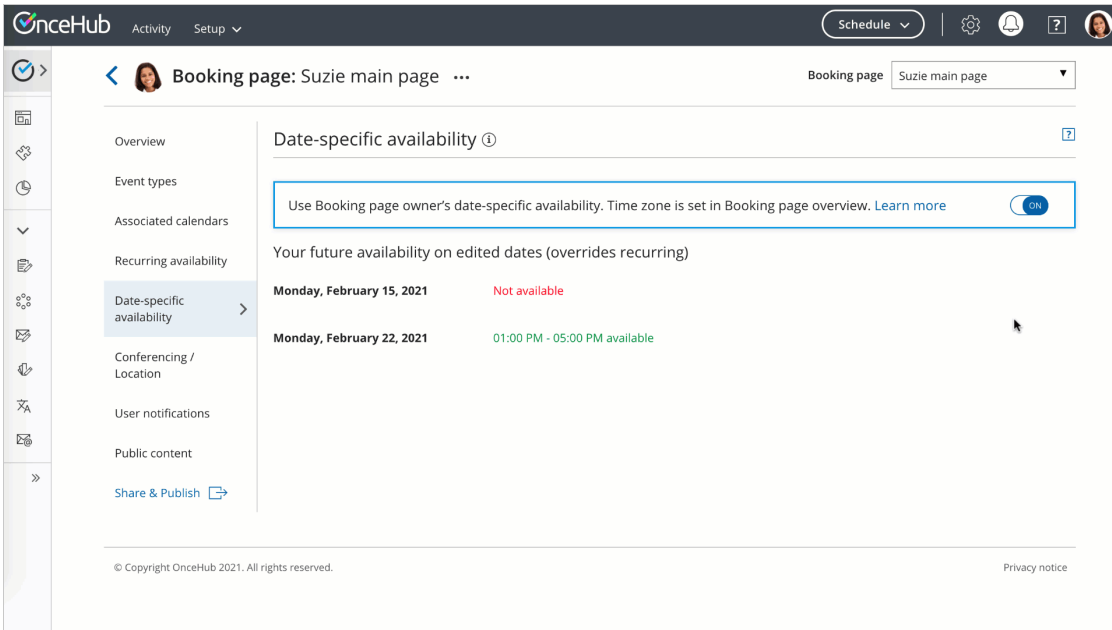 OnceHub Activity Setup Schedule ?
Booking page: Suzie main page ... Booking page Suzie main page
Overview
Event types
Associated calendars
Recurring availability
Date-specific
availability
Conferencing /
Location
User notifications
Public content
Share & Publish
Date-specific availability
Use Booking page owner's date-specific availability. Time zone is set in Booking page overview. Learn more ON
Your future availability on edited dates (overrides recurring)
Monday, February 15, 2021 Not available
Monday, February 22, 2021 01:00 PM - 05:00 PM available
© Copyright OnceHub 2021. All rights reserved. Privacy notice